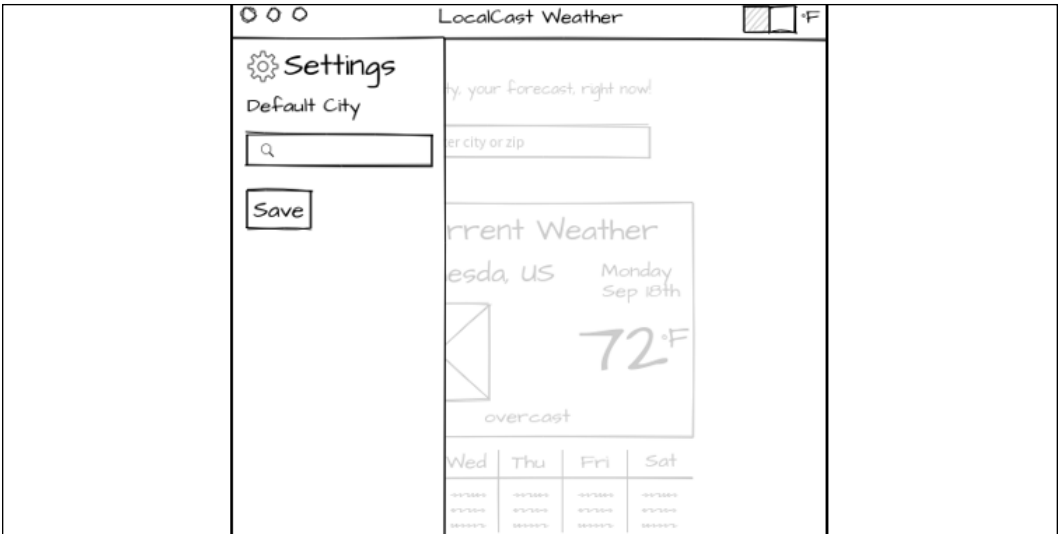 LocalCast Weather
°F
Settings
Default City
Save
ty, your forecast, right now!
er city or zip
rrent Weather
esda, US
Monday
Sep 18th
72°F
overcast
Wed Thu Fri Sat